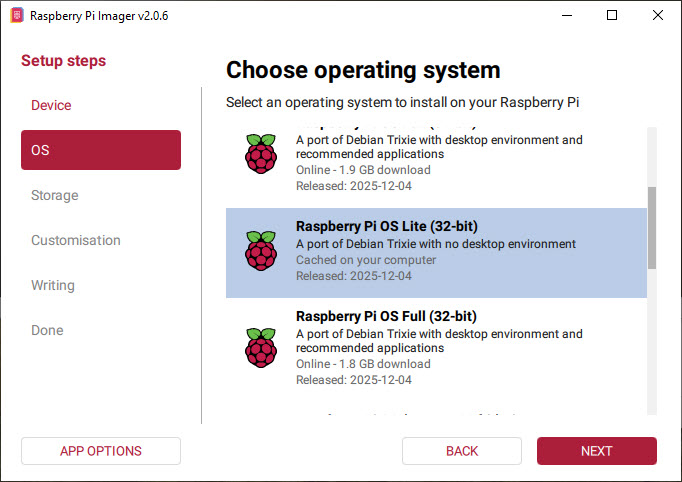 Raspberry Pi Imager v2.0.6
Setup steps
Device
OS
Storage
Customisation
Writing
Done
APP OPTIONS
Choose operating system
Select an operating system to install on your Raspberry Pi
A port of Debian Trixie with desktop environment and
recommended applications
Online - 1.9 GB download
Released: 2025-12-04
Raspberry Pi OS Lite (32-bit)
A port of Debian Trixie with no desktop environment
Cached on your computer
Released: 2025-12-04
Raspberry Pi OS Full (32-bit)
A port of Debian Trixie with desktop environment and
recommended applications
Online - 1.8 GB download
Released: 2025-12-04
BACK
NEXT